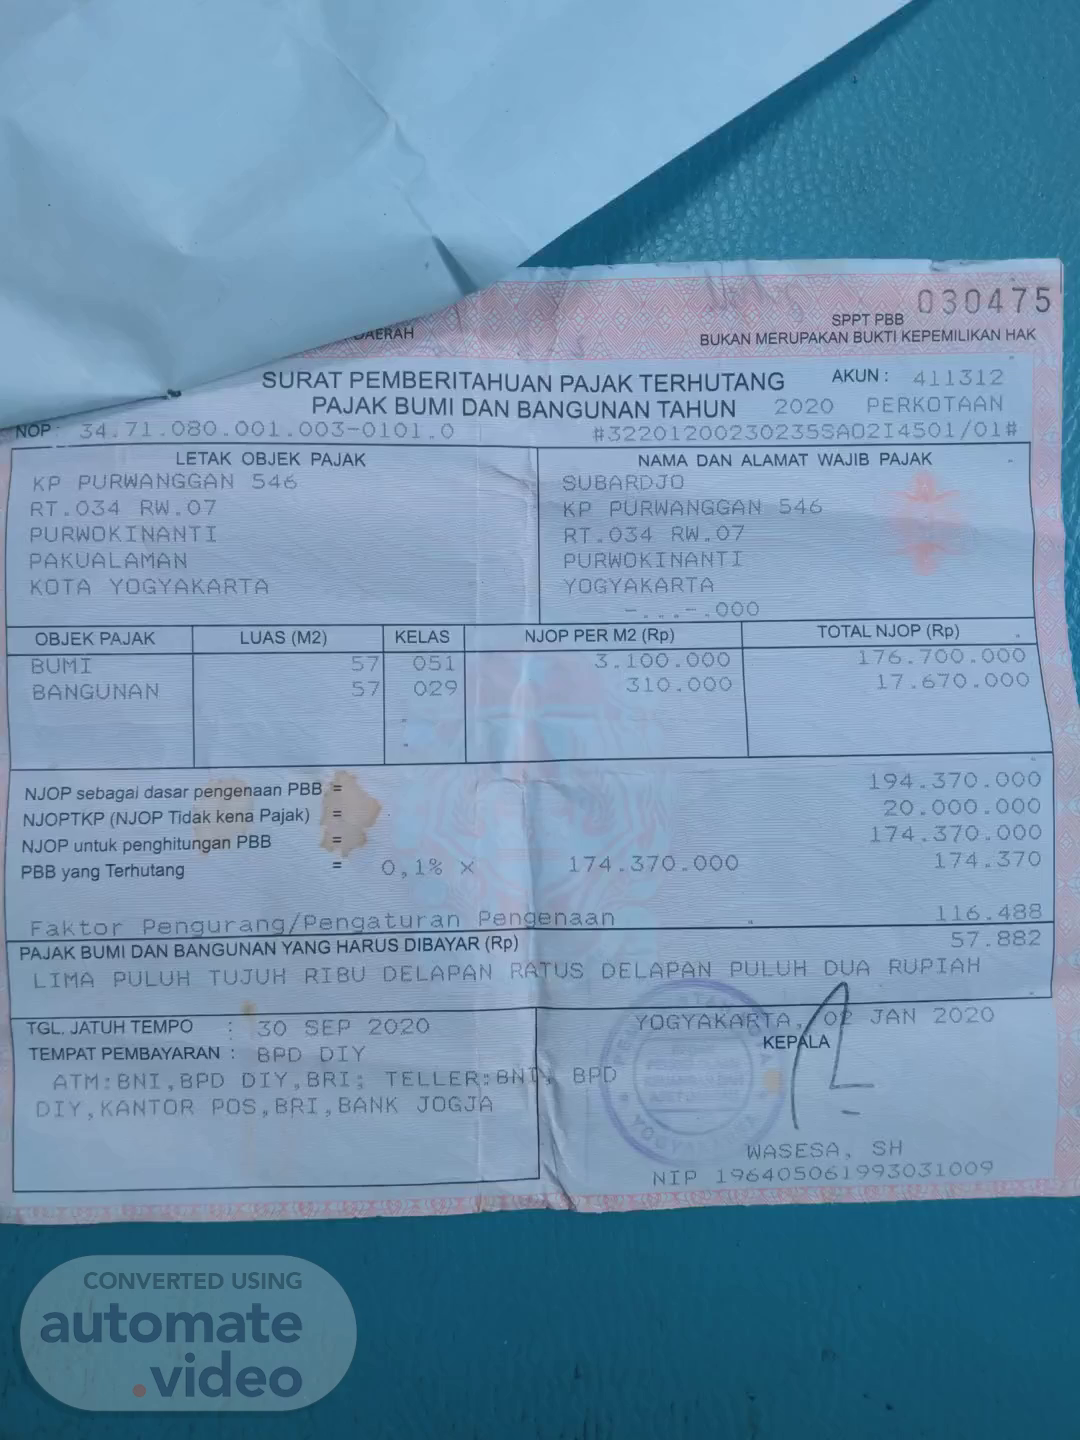 030475
DAERAH
SPPT PBB
BUKAN MERUPAKAN BUKTI KEPEMILIKAN HAK
SURAT PEMBERITAHUAN PAJAK TERHUTANG
AKUN : 411312
PAJAK BUMI DAN BANGUNAN TAHUN 2020 PERKOTAAN
NOP : 34.71.080.001.003-0101.0
#32201200230235SA02I4501/01#
LETAK OBJEK PAJAK
KP PURWANGGAN 546
RT.034 RW.07
PURWOKINANTI
PAKUALAMAN
KOTA YOGYAKARTA
NAMA DAN ALAMAT WAJIB PAJAK
SUBARDJO
KP PURWANGGAN 546
RT.034 RW.07
PURWOKINANTI
YOGYAKARTA
-...-.000
OBJEK PAJAK LUAS (M2) KELAS NJOP PER M2 (Rp) TOTAL NJOP (Rp)
BUMI 57 051 3.100.000 176.700.000
BANGUNAN 57 029 310.000 17.670.000
NJOP sebagai dasar pengenaan PBB = 194.370.000
NJOPTKP (NJOP Tidak kena Pajak) = 20.000.000
NJOP untuk penghitungan PBB = 174.370.000
PBB yang Terhutang = 0,1% X 174.370.000 174.370
Faktor Pengurang/Pengaturan Pengenaan 116.488
PAJAK BUMI DAN BANGUNAN YANG HARUS DIBAYAR (Rp) 57.882
LIMA PULUH TUJUH RIBU DELAPAN RATUS DELAPAN PULUH DUA RUPIAH
TGL. JATUH TEMPO : 30 SEP 2020
TEMPAT PEMBAYARAN : BPD DIY
ATM:BNI,BPD DIY,BRI; TELLER:BNI, BPD
DIY,KANTOR POS,BRI,BANK JOGJA
YOGYAKARTA, 02 JAN 2020
KEPALA
WASESA, SH
NIP 196405061993031009
CONVERTED USING
automate
.video